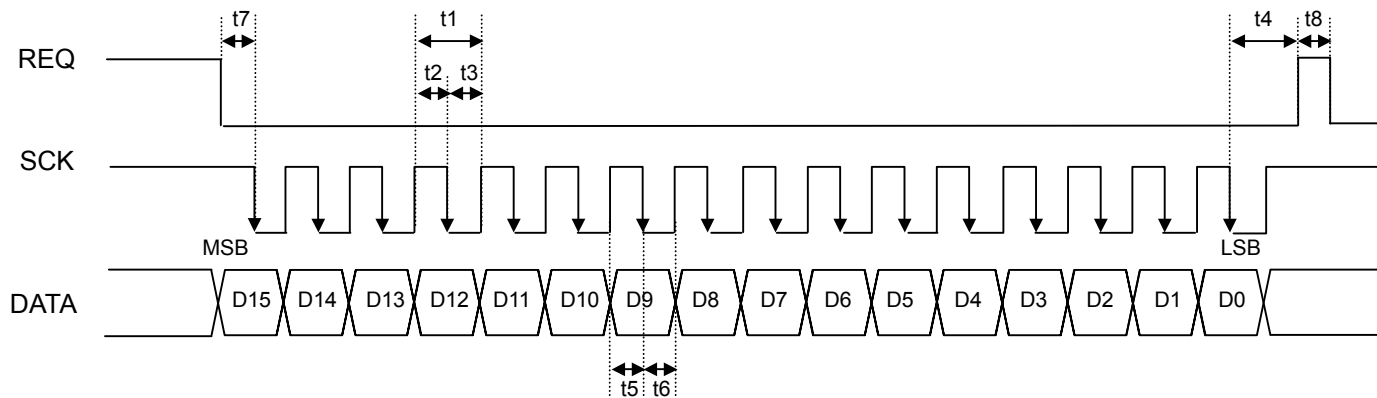 t7 t1 t4 t8
REQ
t2 t3
SCK
MSB LSB
DATA D15 D14 D13 D12 D11 D10 D9 D8 D7 D6 D5 D4 D3 D2 D1 D0
t5 t6